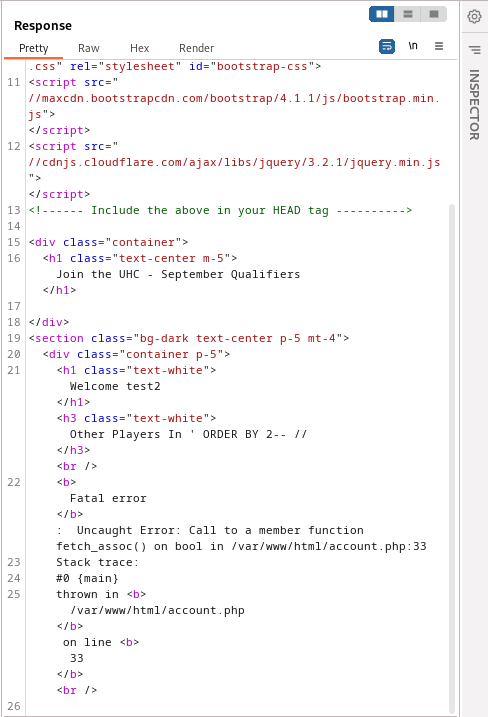 Response
Pretty Raw Hex Render \n
.css" rel="stylesheet" id="bootstrap-css">
11 <script src="
//maxcdn.bootstrapcdn.com/bootstrap/4.1.1/js/bootstrap.min.
js">
</script>
12 <script src="
//cdnjs.cloudflare.com/ajax/libs/jquery/3.2.1/jquery.min.js
">
</script>
13 <!------ Include the above in your HEAD tag ---------->
14
15 <div class="container">
16 <h1 class="text-center m-5">
Join the UHC - September Qualifiers
</h1>
17
18 </div>
19 <section class="bg-dark text-center p-5 mt-4">
20 <div class="container p-5">
21 <h1 class="text-white">
Welcome test2
</h1>
<h3 class="text-white">
Other Players In ' ORDER BY 2-- //
</h3>
<br />
22 <b>
Fatal error
</b>
:  Uncaught Error: Call to a member function
fetch_assoc() on bool in /var/www/html/account.php:33
23 Stack trace:
24 #0 {main}
25 thrown in <b>
/var/www/html/account.php
</b>
on line <b>
33
</b>
<br />
26
INSPECTOR